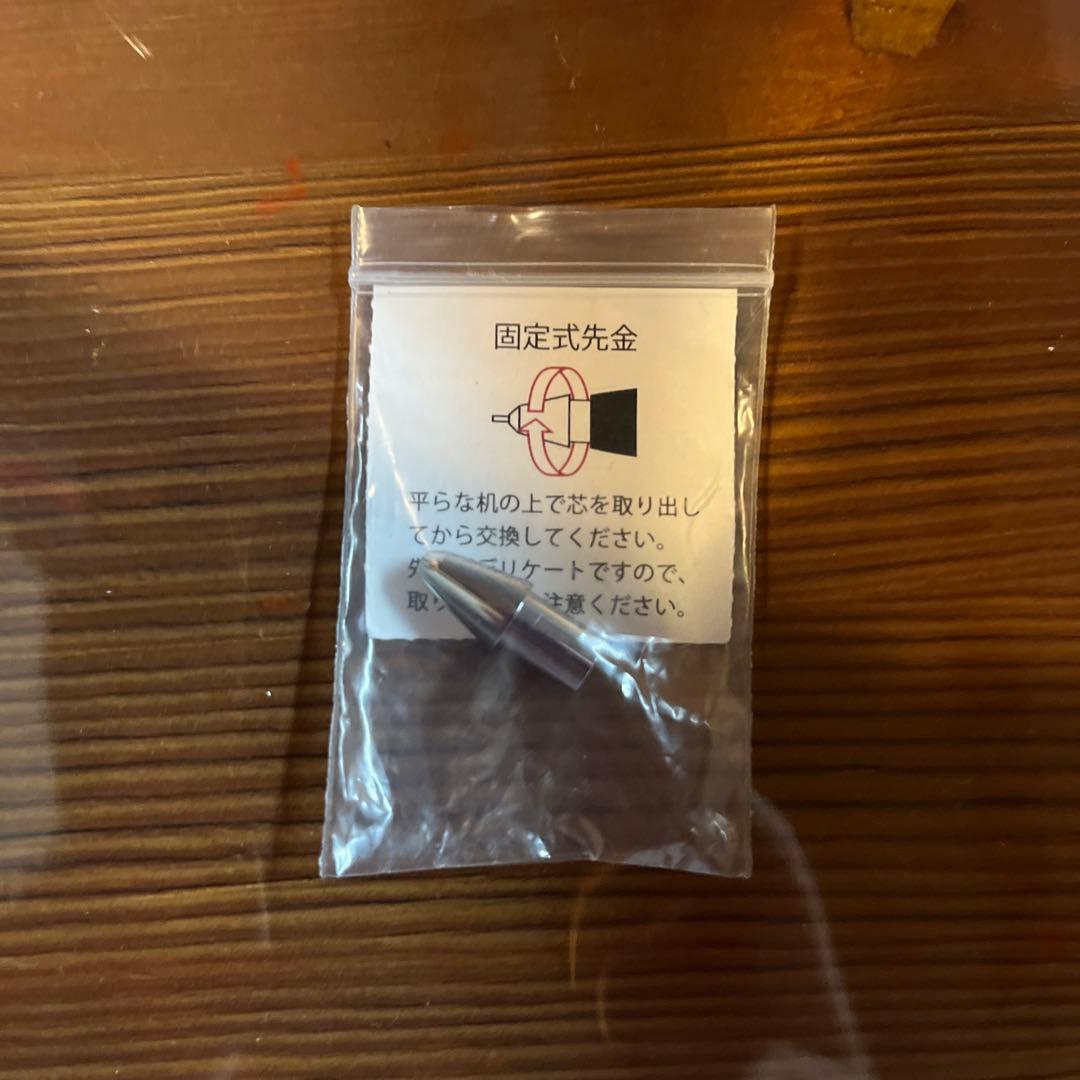 固定式先金
平らな机の上で芯を取り出し
てから交換してください。
デリケートですので、
取り 注意ください。